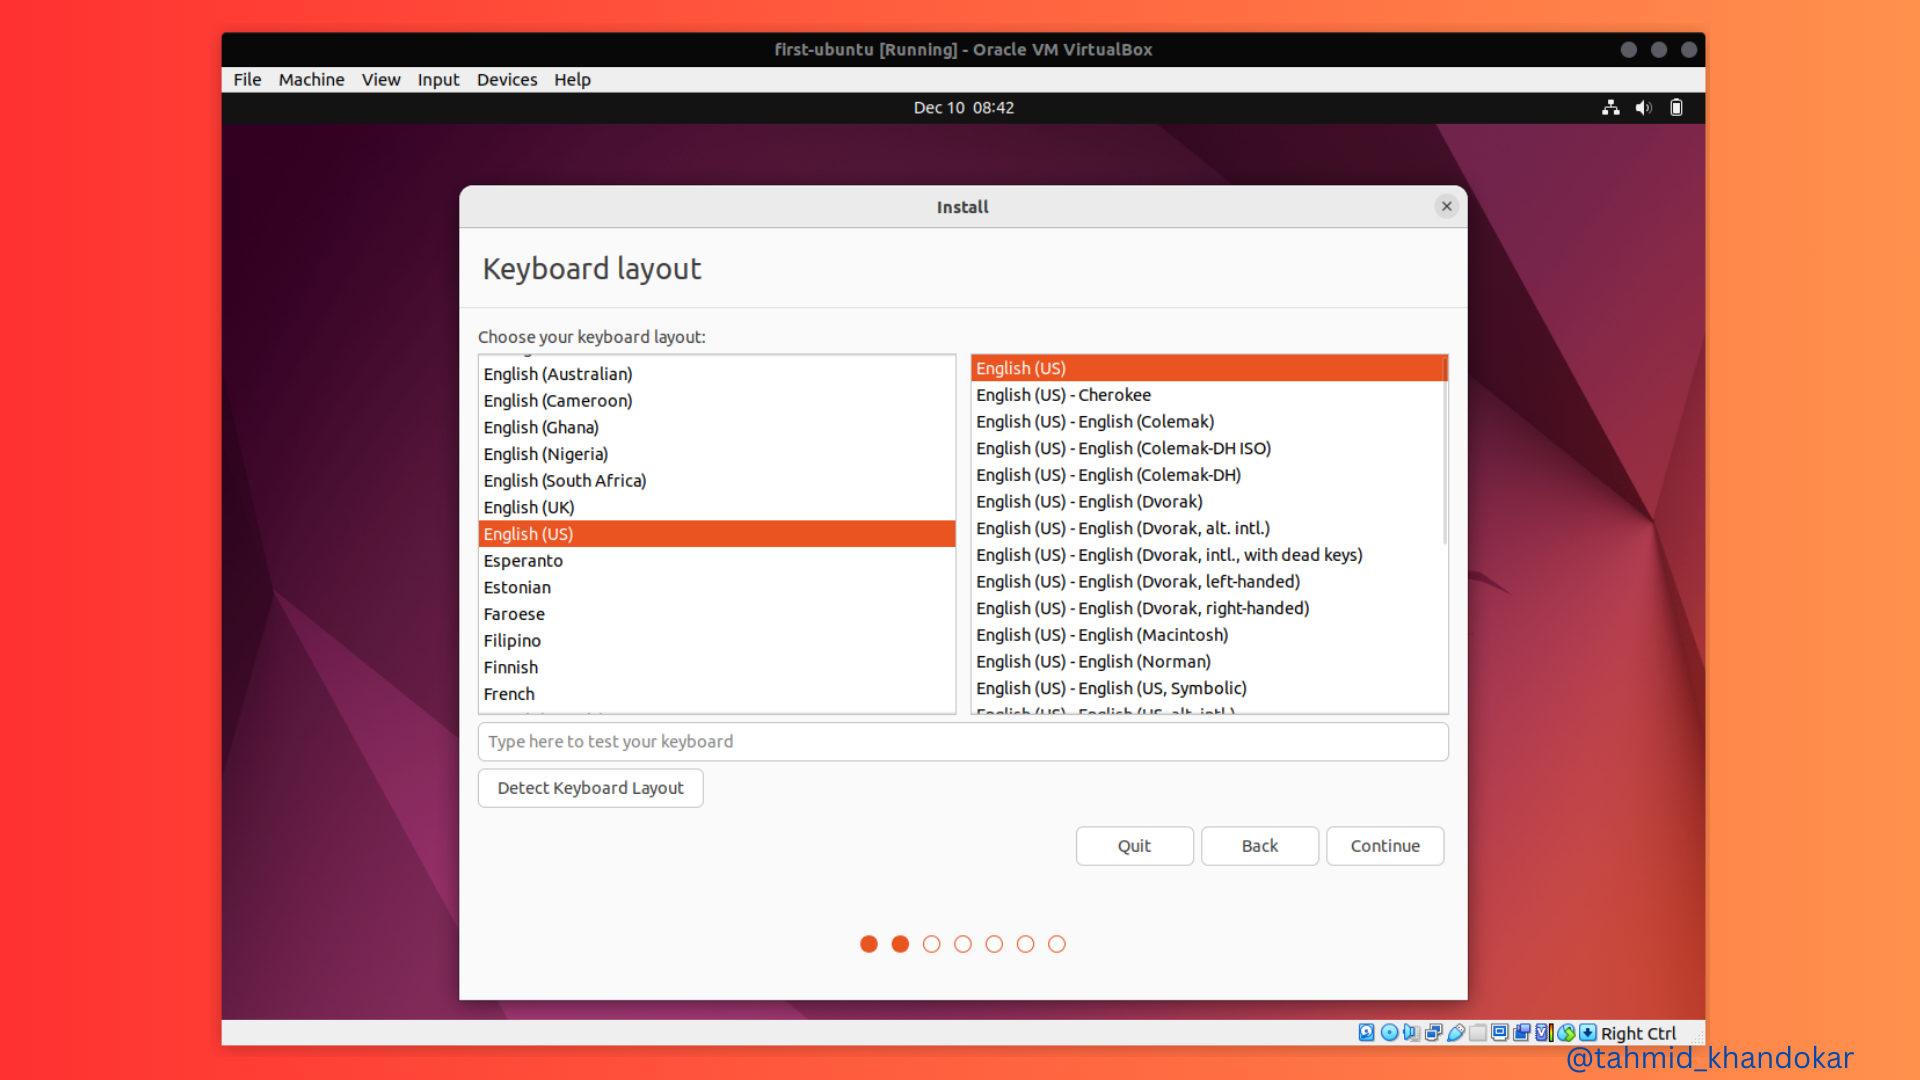 first-ubuntu [Running] - Oracle VM VirtualBox
File Machine View Input Devices Help
Dec 10 08:42
Install
Keyboard layout
Choose your keyboard layout:
English (Australian)
English (Cameroon)
English (Ghana)
English (Nigeria)
English (South Africa)
English (UK)
English (US)
Esperanto
Estonian
Faroese
Filipino
Finnish
French
English (US)
English (US) - Cherokee
English (US) - English (Colemak)
English (US) - English (Colemak-DH ISO)
English (US) - English (Colemak-DH)
English (US) - English (Dvorak)
English (US) - English (Dvorak, alt. intl.)
English (US) - English (Dvorak, intl., with dead keys)
English (US) - English (Dvorak, left-handed)
English (US) - English (Dvorak, right-handed)
English (US) - English (Macintosh)
English (US) - English (Norman)
English (US) - English (US, Symbolic)
English (US) - English (US, alt. intl.)
Type here to test your keyboard
Detect Keyboard Layout
Quit Back Continue
Right Ctrl
@tahmid_khandokar